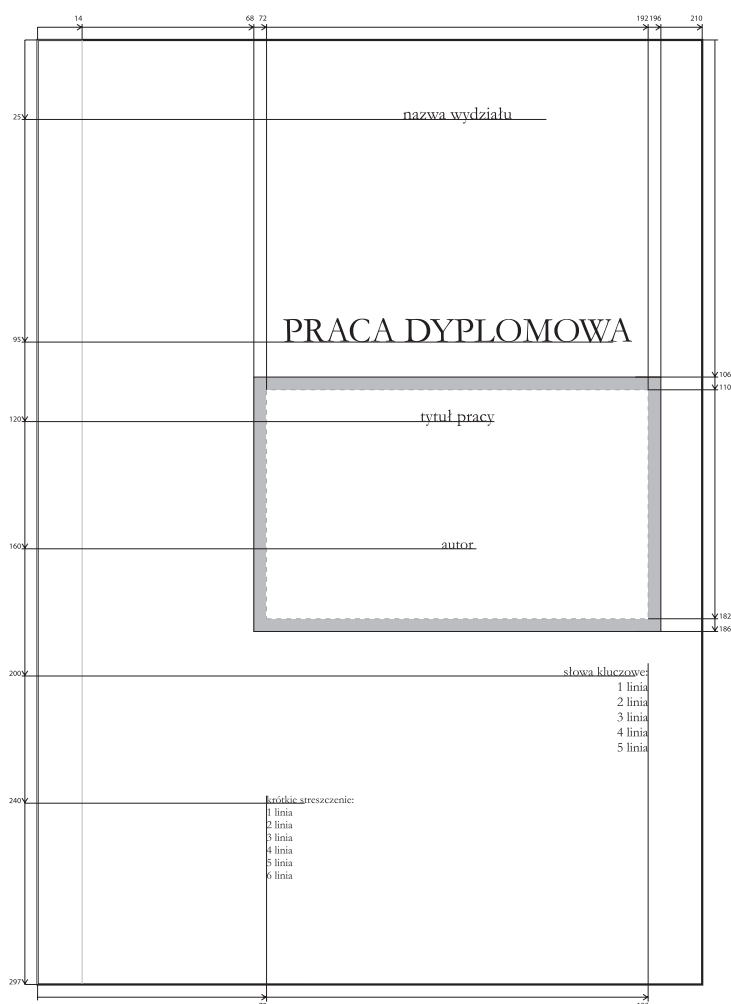 14 68 72 192 196 210
25 nazwa wydziału
95 PRACA DYPLOMOWA
106
110
120 tytuł pracy
160 autor
182
186
200 słowa kluczowe:
1 linia
2 linia
3 linia
4 linia
5 linia
240 krótkie streszczenie:
1 linia
2 linia
3 linia
4 linia
5 linia
6 linia
297